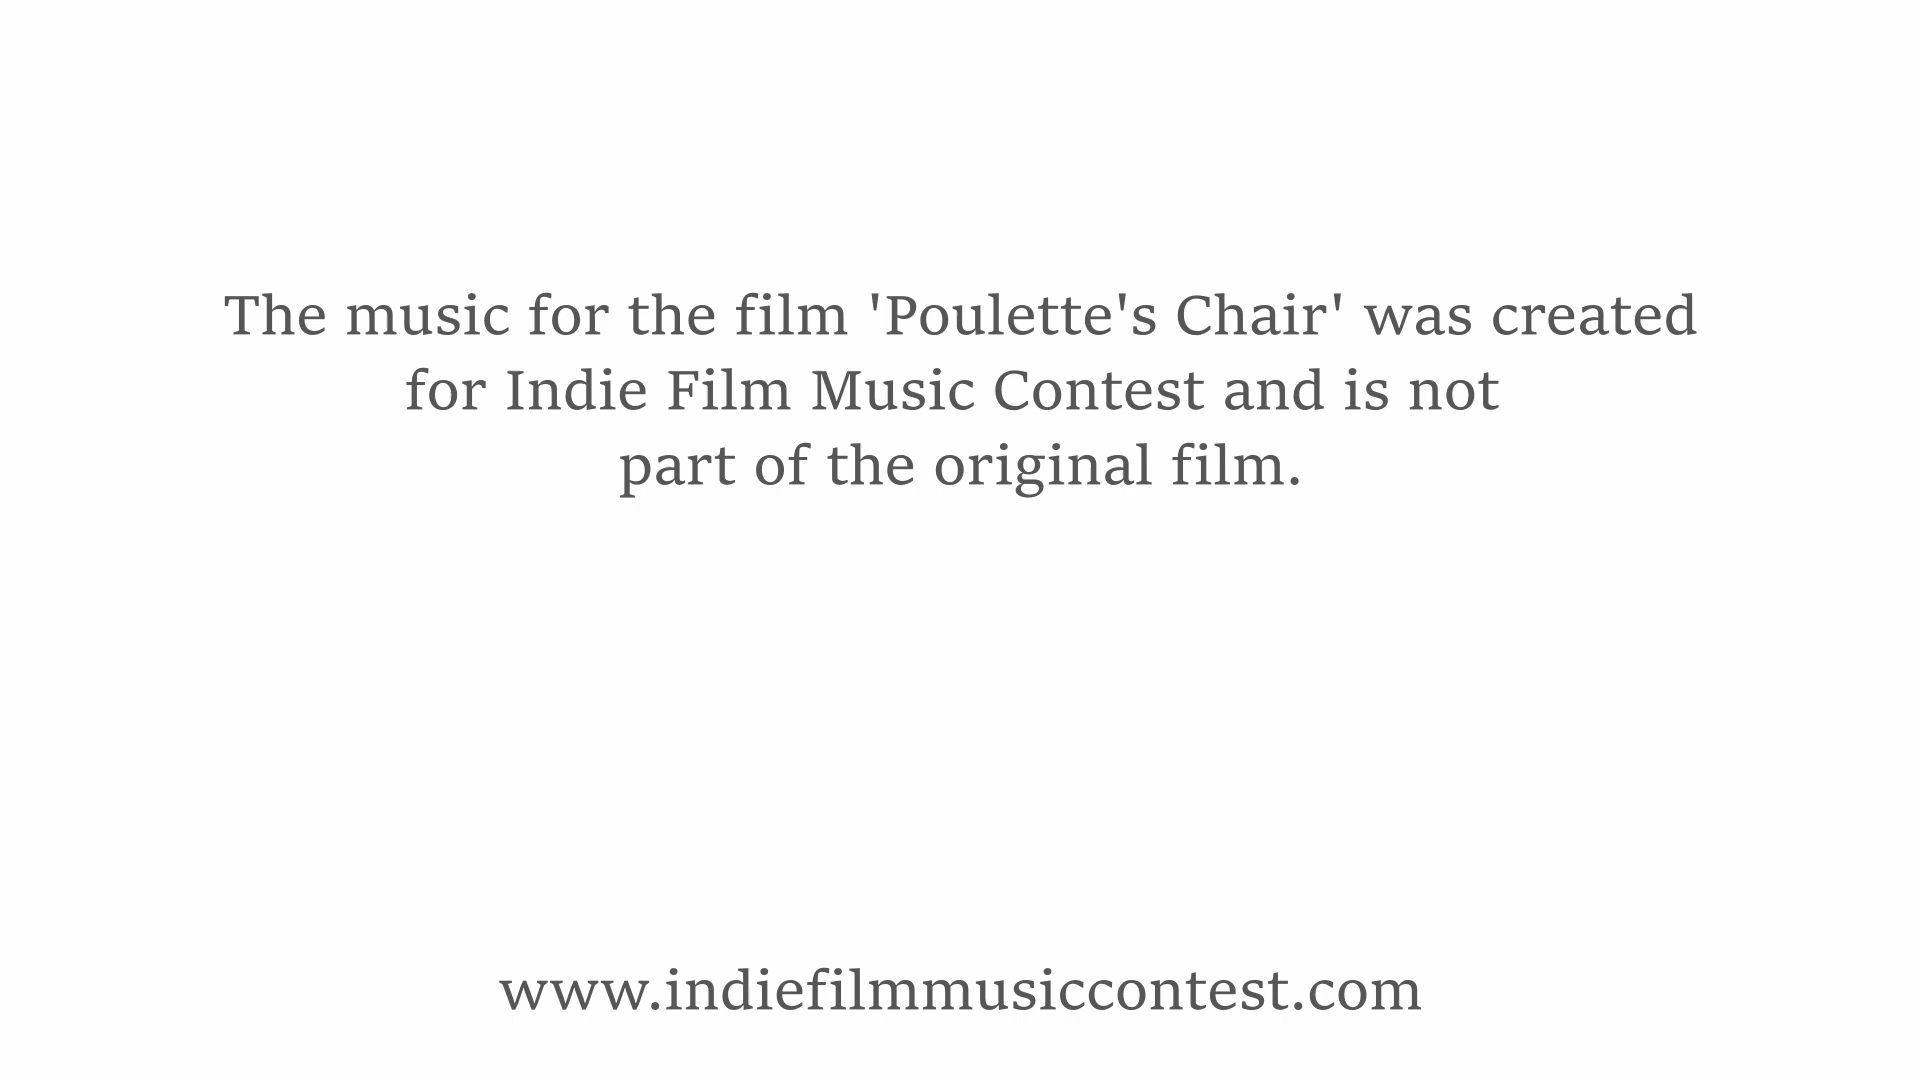 The music for the film 'Poulette's Chair' was created
for Indie Film Music Contest and is not
part of the original film.
www.indiefilmmusiccontest.com